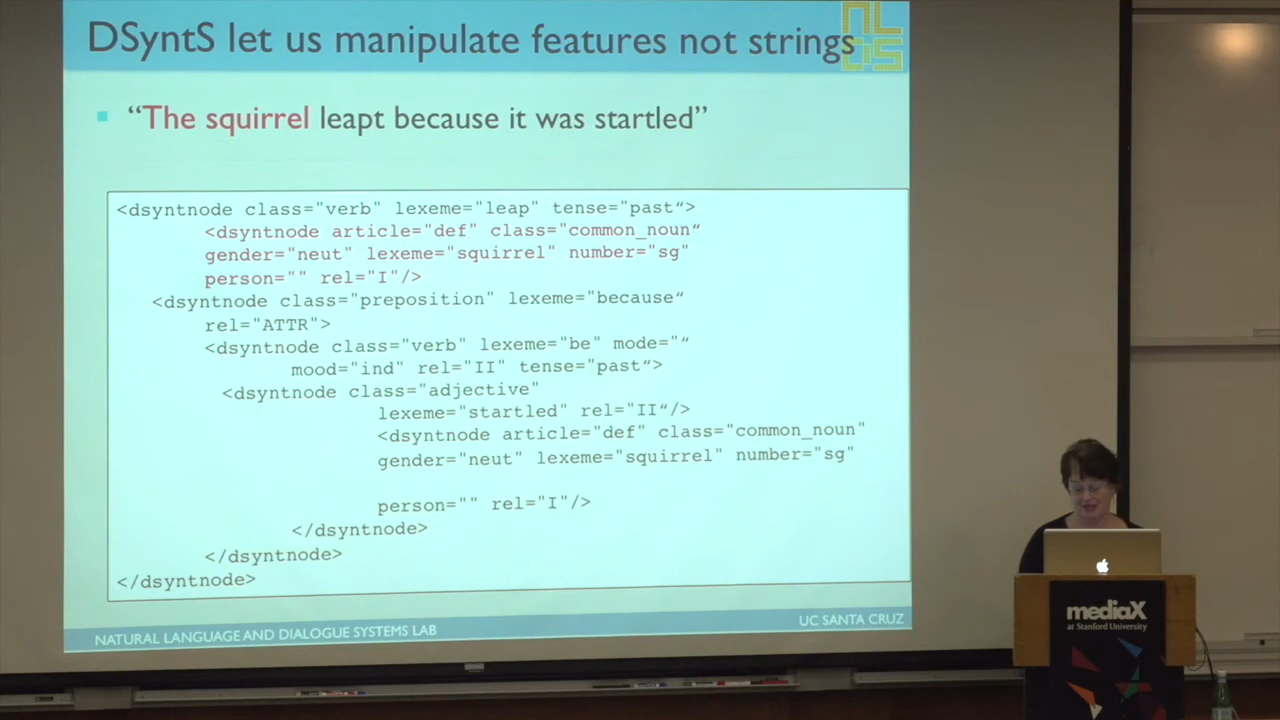 DSyntS let us manipulate features not strings
NL
DS
“The squirrel leapt because it was startled”
<dsyntnode class="verb" lexeme="leap" tense="past“>
<dsyntnode article="def" class="common_noun“
gender="neut" lexeme="squirrel" number="sg"
person="" rel="I"/>
<dsyntnode class="preposition" lexeme="because“
rel="ATTR">
<dsyntnode class="verb" lexeme="be" mode="“
mood="ind" rel="II" tense="past“>
<dsyntnode class="adjective"
lexeme="startled" rel="II“/>
<dsyntnode article="def" class="common_noun"
gender="neut" lexeme="squirrel" number="sg"
person="" rel="I"/>
</dsyntnode>
</dsyntnode>
</dsyntnode>
NATURAL LANGUAGE AND DIALOGUE SYSTEMS LAB
UC SANTA CRUZ
mediaX
at Stanford University